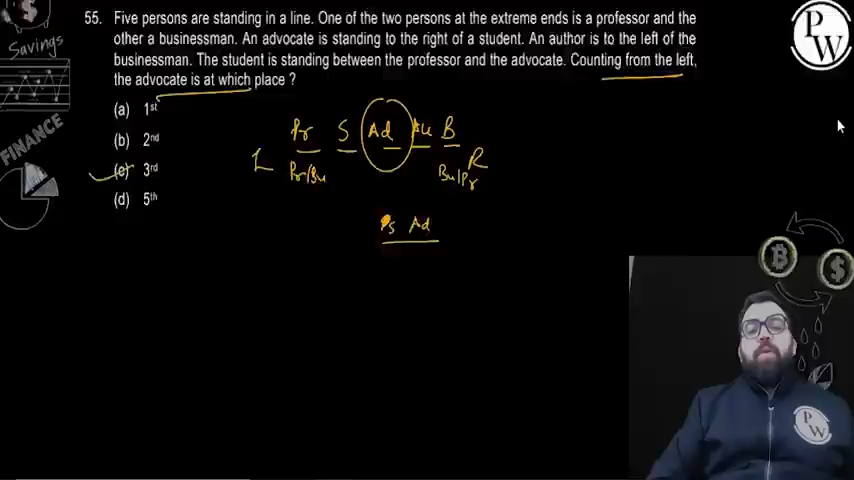 Savings
FINANCE
55. Five persons are standing in a line. One of the two persons at the extreme ends is a professor and the
other a businessman. An advocate is standing to the right of a student. An author is to the left of the
businessman. The student is standing between the professor and the advocate. Counting from the left,
the advocate is at which place ?
(a) 1st
(b) 2nd
(c) 3rd
(d) 5th
Pr S Ad Au B
L Pr/Bu Bu/Pr R
S Ad
P W
B $
P W